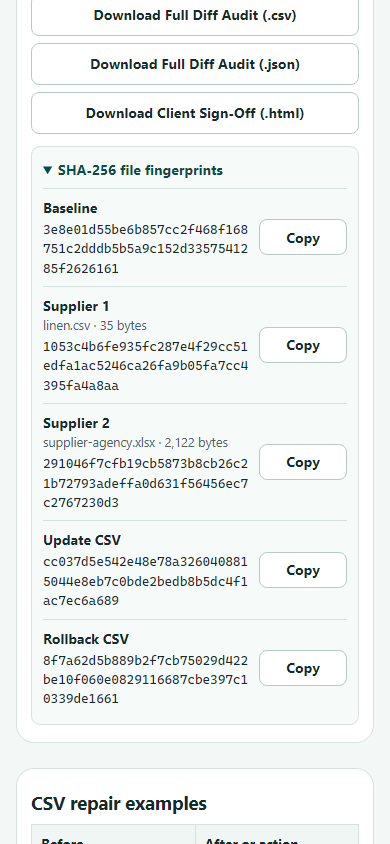 Download Full Diff Audit (.csv)
Download Full Diff Audit (.json)
Download Client Sign-Off (.html)
▼ SHA-256 file fingerprints
Baseline
3e8e01d55be6b857cc2f468f168
751c2dddb5b5a9c152d33575412
85f2626161
Copy
Supplier 1
linen.csv · 35 bytes
1053c4b6fe935fc287e4f29cc51
edfa1ac5246ca26fa9b05fa7cc4
395fa4a8aa
Copy
Supplier 2
supplier-agency.xlsx · 2,122 bytes
291046f7cfb19cb5873b8cb26c2
1b72793adeffa0d631f56456ec7
c2767230d3
Copy
Update CSV
cc037d5e542e48e78a326040881
5044e8eb7c0bde2bedb8b5dc4f1
ac7ec6a689
Copy
Rollback CSV
8f7a62d5b889b2f7cb75029d422
be10f060e0829116687cbe397c1
0339de1661
Copy
CSV repair examples
Before
After or action